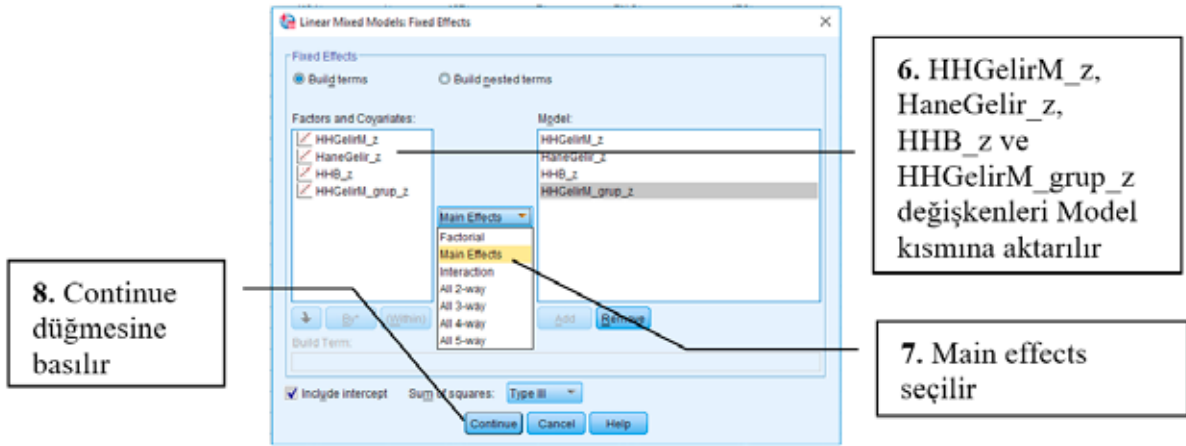 Linear Mixed Models: Fixed Effects
Fixed Effects
Build terms
Build nested terms
Factors and Covariates:
HHGelirM_z
HaneGelir_z
HHB_z
HHGelirM_grup_z
Main Effects
Factorial
Main Effects
Interaction
All 2-way
All 3-way
All 4-way
All 5-way
Model:
HHGelirM_z
HaneGelir_z
HHB_z
HHGelirM_grup_z
By*
(Within)
Add
Remove
Build Term:
Include intercept
Sum of squares:
Type III
Continue
Cancel
Help
6. HHGelirM_z,
HaneGelir_z,
HHB_z ve
HHGelirM_grup_z
değişkenleri Model
kısmına aktarılır
7. Main effects
seçilir
8. Continue
düğmesine
basılır